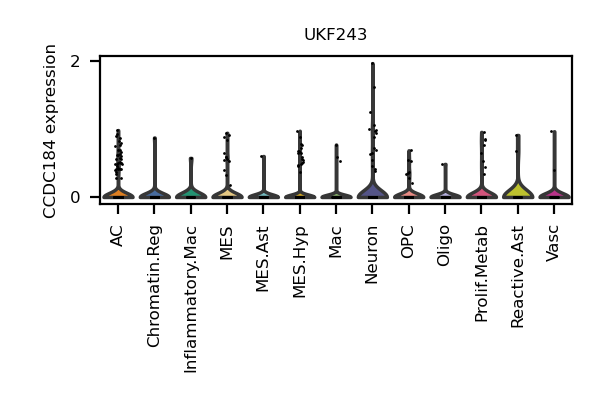 UKF243
CCDC184 expression
2
0
AC
Chromatin.Reg
Inflammatory.Mac
MES
MES.Ast
MES.Hyp
Mac
Neuron
OPC
Oligo
Prolif.Metab
Reactive.Ast
Vasc